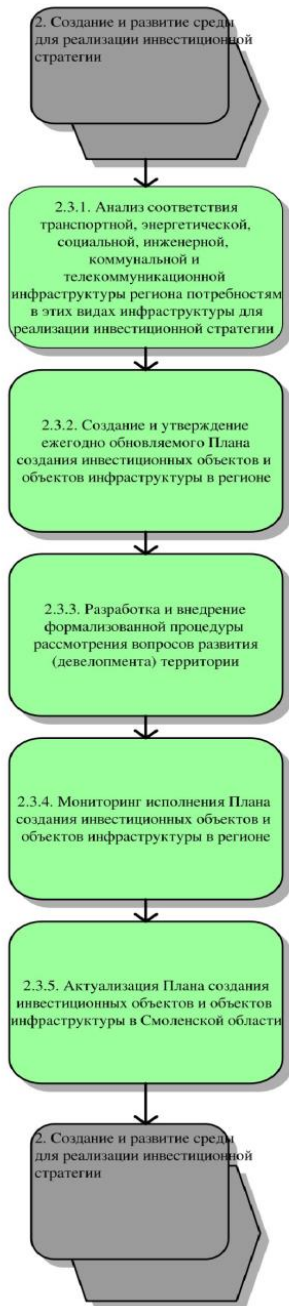 2. Создание и развитие среды
для реализации инвестиционной
стратегии
2.3.1. Анализ соответствия
транспортной, энергетической,
социальной, инженерной,
коммунальной и
телекоммуникационной
инфраструктуры региона потребностям
в этих видах инфраструктуры для
реализации инвестиционной стратегии
2.3.2. Создание и утверждение
ежегодно обновляемого Плана
создания инвестиционных объектов и
объектов инфраструктуры в регионе
2.3.3. Разработка и внедрение
формализованной процедуры
рассмотрения вопросов развития
(девелопмента) территории
2.3.4. Мониторинг исполнения Плана
создания инвестиционных объектов и
объектов инфраструктуры в регионе
2.3.5. Актуализация Плана создания
инвестиционных объектов и объектов
инфраструктуры в Смоленской области
2. Создание и развитие среды
для реализации инвестиционной
стратегии